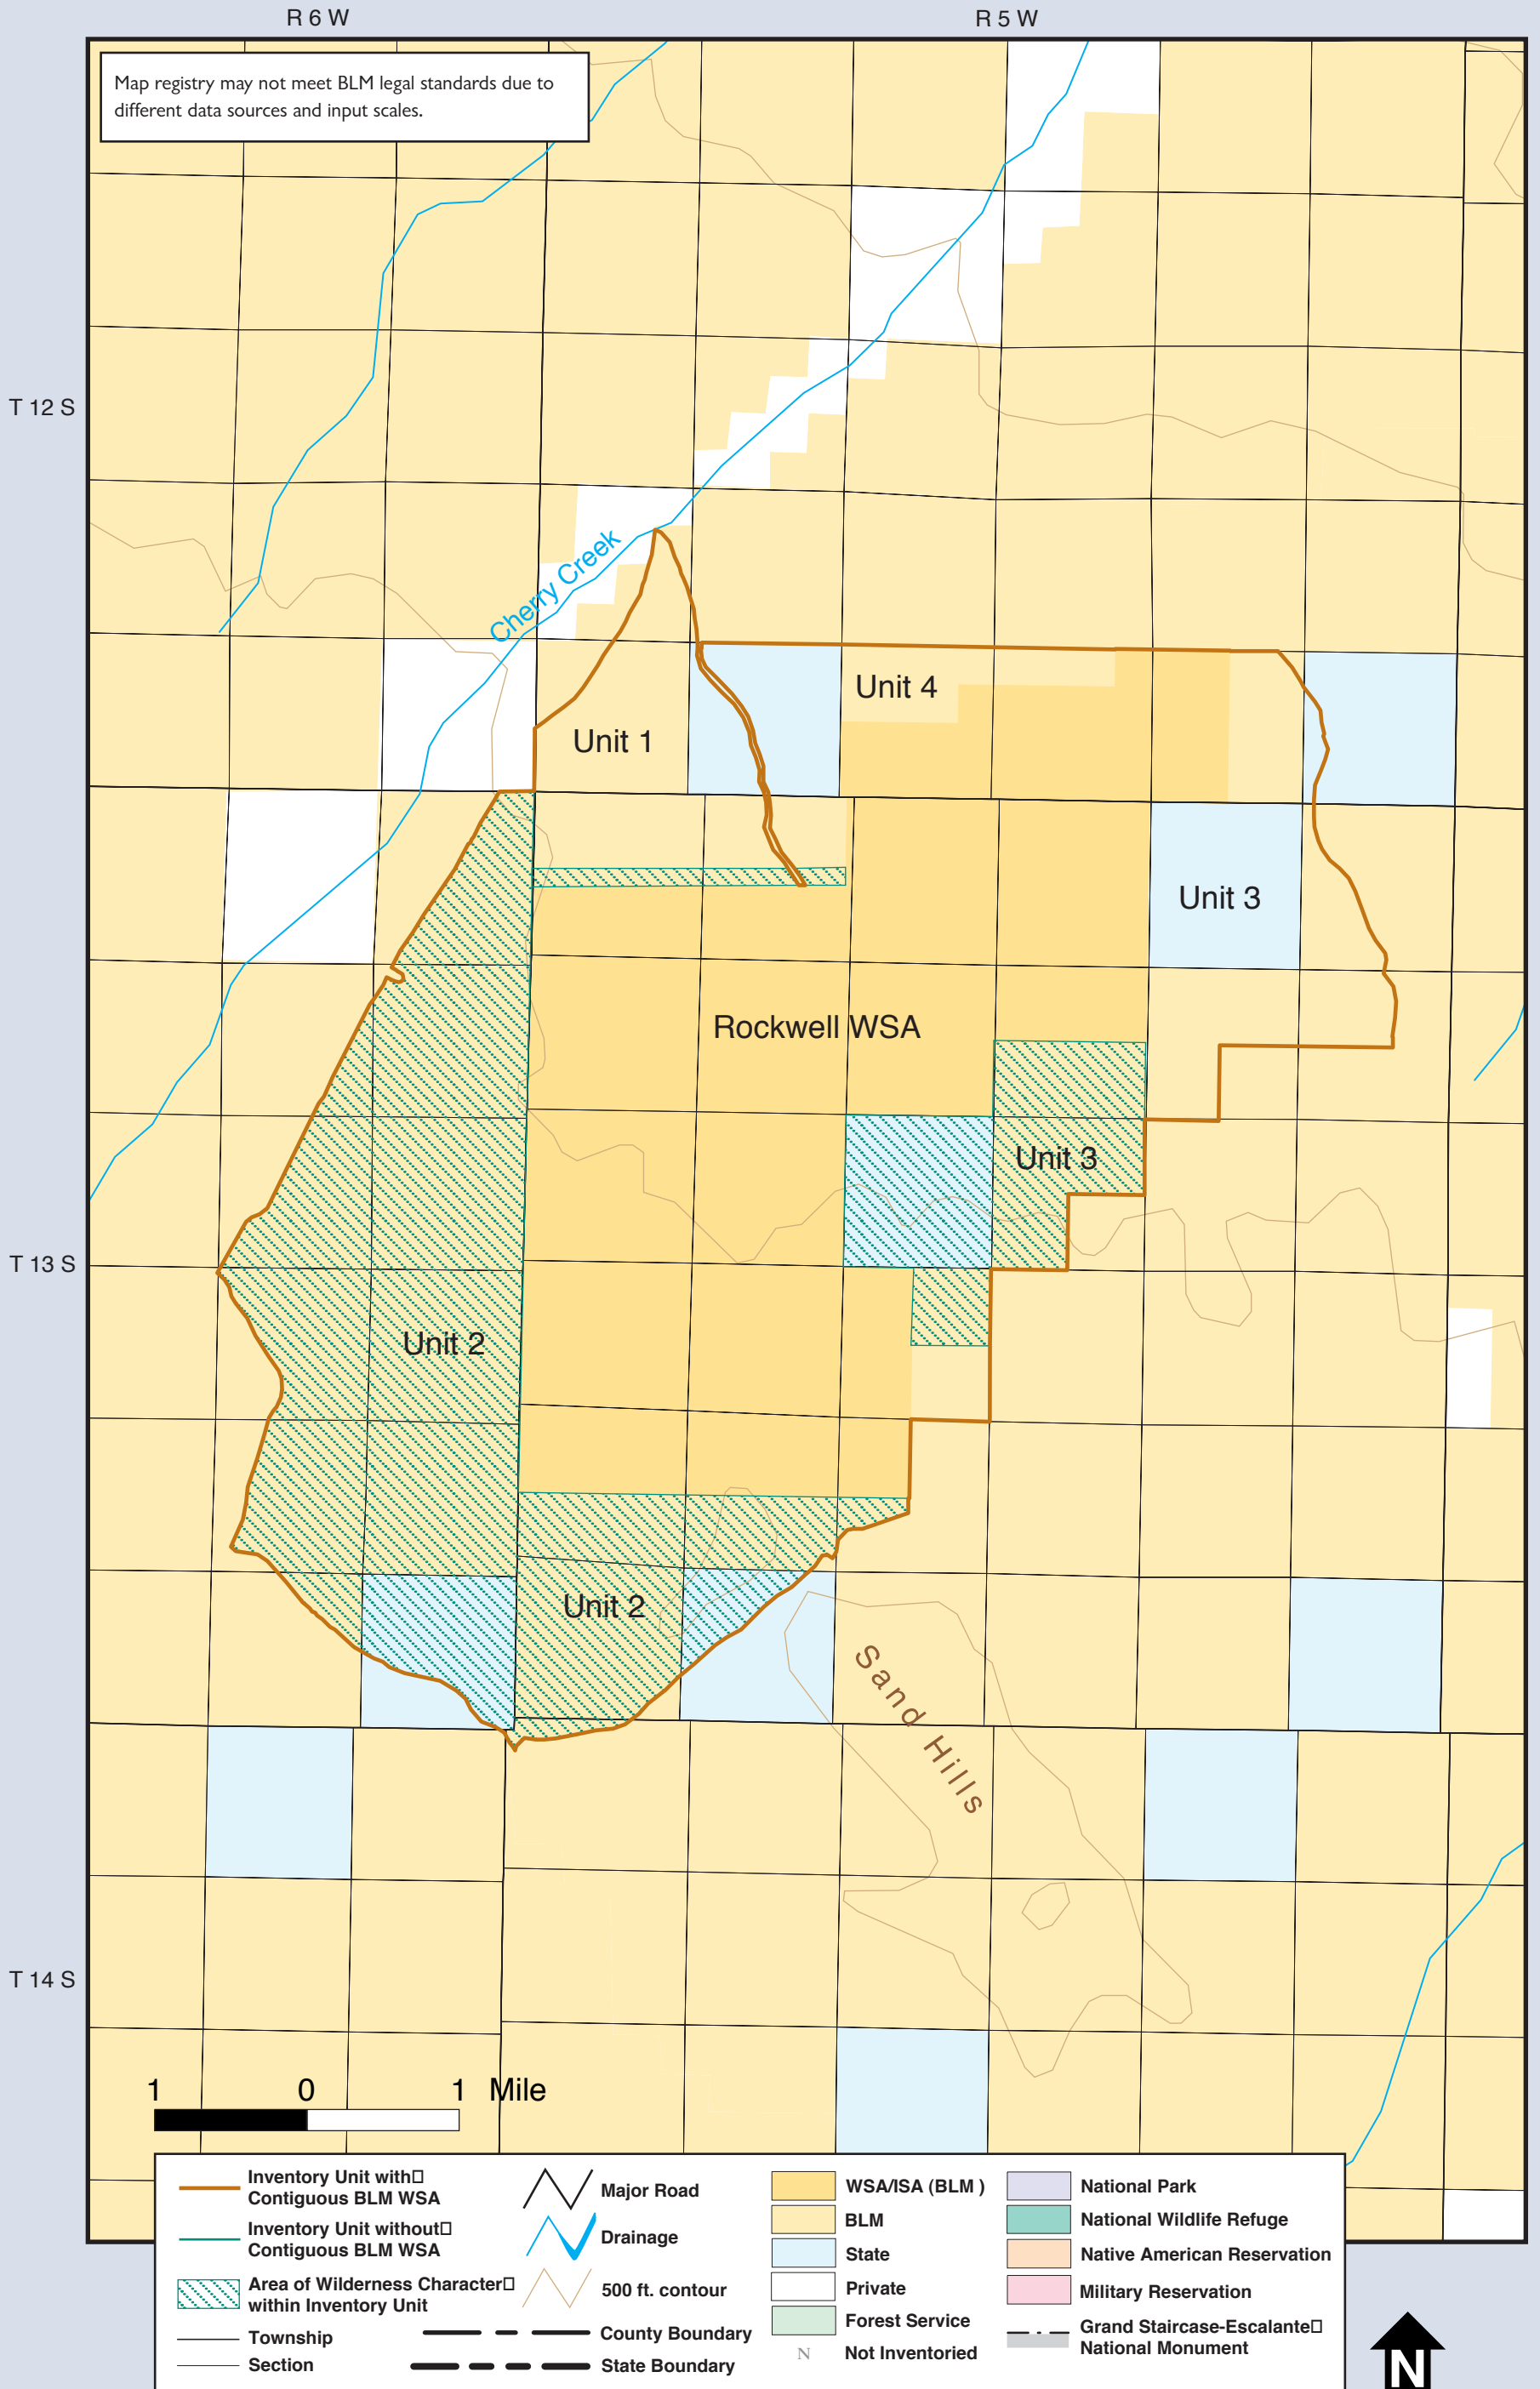 R 6 W
R 5 W
Map registry may not meet BLM legal standards due to
different data sources and input scales.
T 12 S
Cherry Creek
Unit 4
Unit 1
Unit 3
Rockwell WSA
Unit 3
T 13 S
Unit 2
Unit 2
Sand Hills
T 14 S
1 0 1 Mile
Inventory Unit with□
Contiguous BLM WSA
Inventory Unit without□
Contiguous BLM WSA
Area of Wilderness Character□
within Inventory Unit
Township
Section
Major Road
Drainage
500 ft. contour
County Boundary
State Boundary
WSA/ISA (BLM )
BLM
State
Private
Forest Service
N Not Inventoried
National Park
National Wildlife Refuge
Native American Reservation
Military Reservation
Grand Staircase-Escalante□
National Monument
N